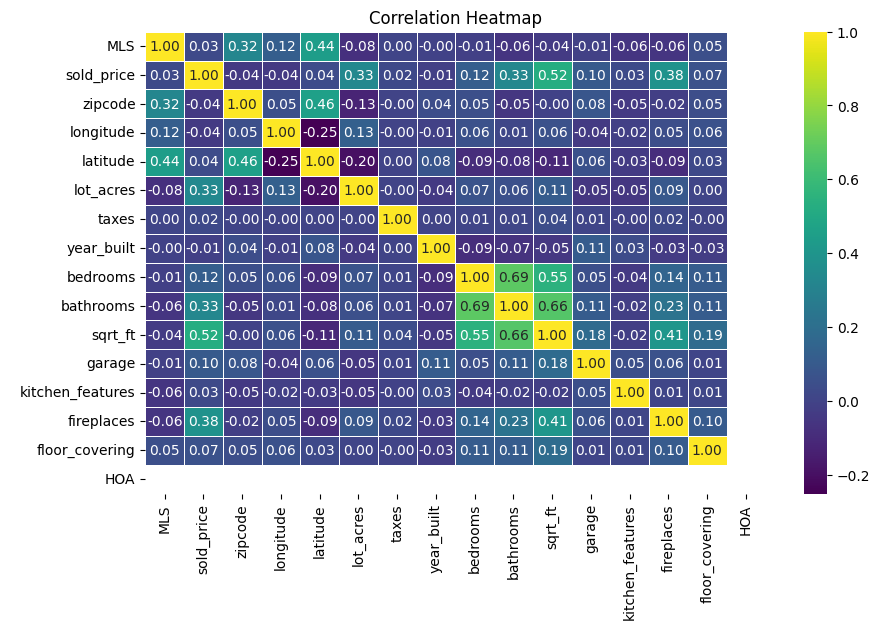 Correlation Heatmap
MLS 1.00 0.03 0.32 0.12 0.44 -0.08 0.00 -0.00 -0.01 -0.06 -0.04 -0.01 -0.06 -0.06 0.05
sold_price 0.03 1.00 -0.04 -0.04 0.04 0.33 0.02 -0.01 0.12 0.33 0.52 0.10 0.03 0.38 0.07
zipcode 0.32 -0.04 1.00 0.05 0.46 -0.13 -0.00 0.04 0.05 -0.05 -0.00 0.08 -0.05 -0.02 0.05
longitude 0.12 -0.04 0.05 1.00 -0.25 0.13 -0.00 -0.01 0.06 0.01 0.06 -0.04 -0.02 0.05 0.06
latitude 0.44 0.04 0.46 -0.25 1.00 -0.20 0.00 0.08 -0.09 -0.08 -0.11 0.06 -0.03 -0.09 0.03
lot_acres -0.08 0.33 -0.13 0.13 -0.20 1.00 -0.00 -0.04 0.07 0.06 0.11 -0.05 -0.05 0.09 0.00
taxes 0.00 0.02 -0.00 -0.00 0.00 -0.00 1.00 0.00 0.01 0.01 0.04 0.01 -0.00 0.02 -0.00
year_built -0.00 -0.01 0.04 -0.01 0.08 -0.04 0.00 1.00 -0.09 -0.07 -0.05 0.11 0.03 -0.03 -0.03
bedrooms -0.01 0.12 0.05 0.06 -0.09 0.07 0.01 -0.09 1.00 0.69 0.55 0.05 -0.04 0.14 0.11
bathrooms -0.06 0.33 -0.05 0.01 -0.08 0.06 0.01 -0.07 0.69 1.00 0.66 0.11 -0.02 0.23 0.11
sqrt_ft -0.04 0.52 -0.00 0.06 -0.11 0.11 0.04 -0.05 0.55 0.66 1.00 0.18 -0.02 0.41 0.19
garage -0.01 0.10 0.08 -0.04 0.06 -0.05 0.01 0.11 0.05 0.11 0.18 1.00 0.05 0.06 0.01
kitchen_features -0.06 0.03 -0.05 -0.02 -0.03 -0.05 -0.00 0.03 -0.04 -0.02 -0.02 0.05 1.00 0.01 0.01
fireplaces -0.06 0.38 -0.02 0.05 -0.09 0.09 0.02 -0.03 0.14 0.23 0.41 0.06 0.01 1.00 0.10
floor_covering 0.05 0.07 0.05 0.06 0.03 0.00 -0.00 -0.03 0.11 0.11 0.19 0.01 0.01 0.10 1.00
HOA
MLS
sold_price
zipcode
longitude
latitude
lot_acres
taxes
year_built
bedrooms
bathrooms
sqrt_ft
garage
kitchen_features
fireplaces
floor_covering
HOA
1.0
0.8
0.6
0.4
0.2
0.0
−0.2